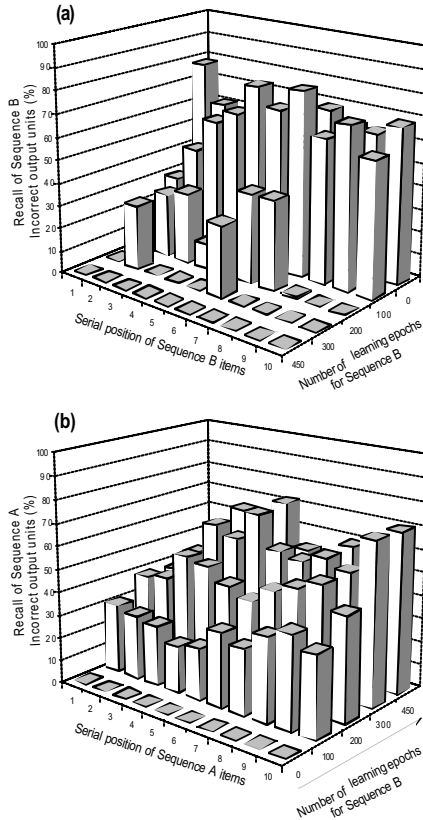 (a)
Recall of Sequence B
Incorrect output units (%)
100
90
80
70
60
50
40
30
20
10
0
1 2 3 4 5 6 7 8 9 10
Serial position of Sequence B items
450 300 200 100 0
Number of learning epochs
for Sequence B
(b)
Recall of Sequence A
Incorrect output units (%)
100
90
80
70
60
50
40
30
20
10
0
1 2 3 4 5 6 7 8 9 10
Serial position of Sequence A items
0 100 200 300 450
Number of learning epochs
for Sequence B